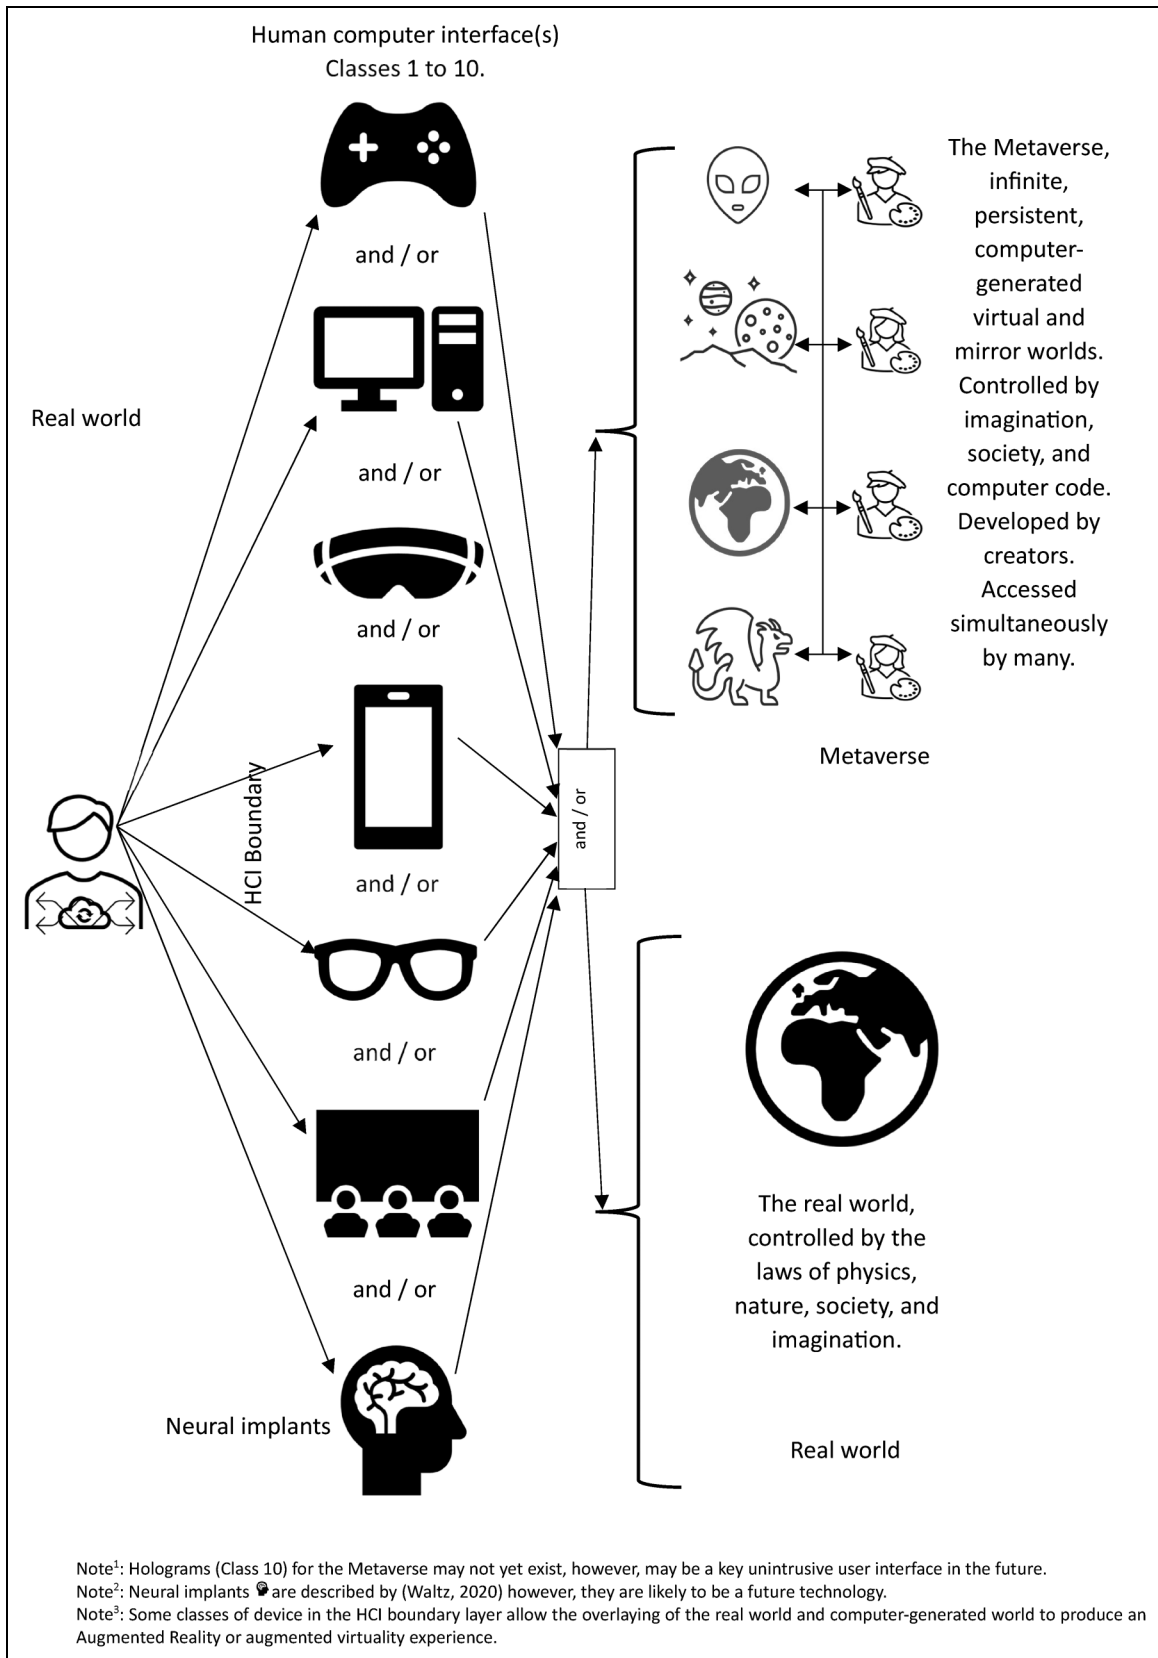 Human computer interface(s)
Classes 1 to 10.
and / or
Real world
and / or
and / or
HCI Boundary
and / or
and / or
and / or
Neural implants
and / or
The Metaverse,
infinite,
persistent,
computer-
generated
virtual and
mirror worlds.
Controlled by
imagination,
society, and
computer code.
Developed by
creators.
Accessed
simultaneously
by many.
Metaverse
The real world,
controlled by the
laws of physics,
nature, society, and
imagination.
Real world
Note¹: Holograms (Class 10) for the Metaverse may not yet exist, however, may be a key unintrusive user interface in the future.
Note²: Neural implants are described by (Waltz, 2020) however, they are likely to be a future technology.
Note³: Some classes of device in the HCI boundary layer allow the overlaying of the real world and computer-generated world to produce an
Augmented Reality or augmented virtuality experience.